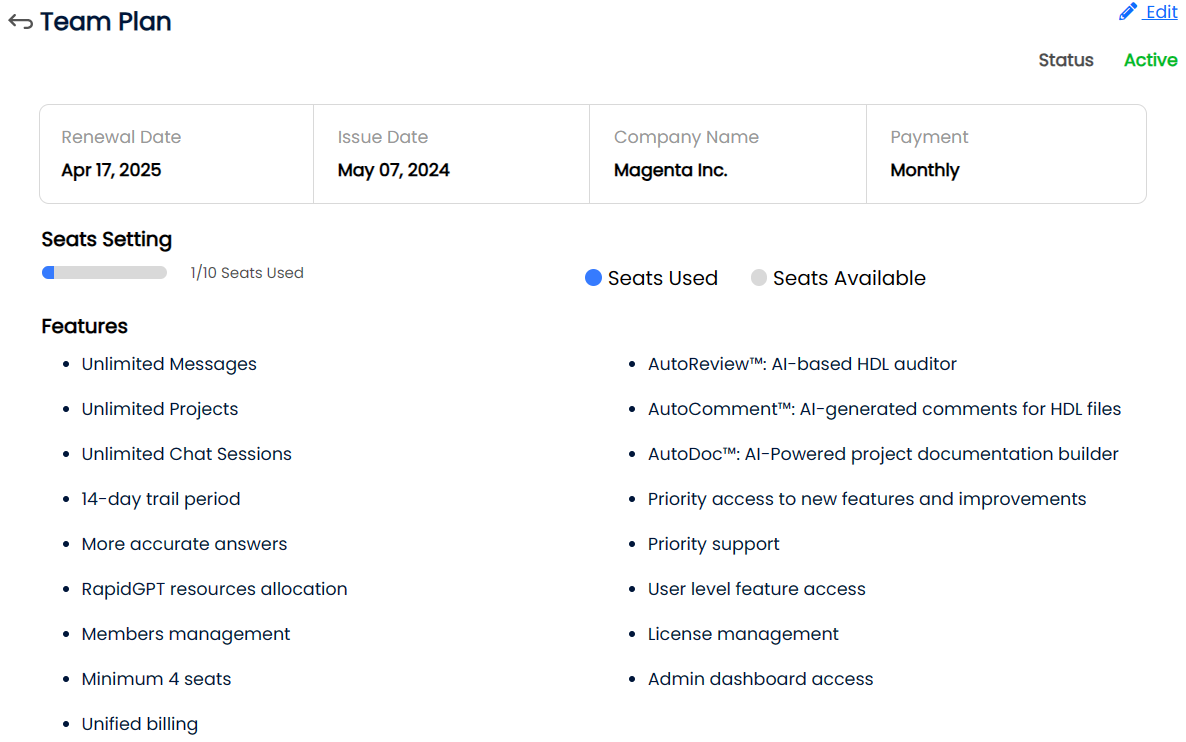 Team Plan
Edit
Status Active
Renewal Date
Apr 17, 2025
Issue Date
May 07, 2024
Company Name
Magenta Inc.
Payment
Monthly
Seats Setting
1/10 Seats Used
Seats Used
Seats Available
Features
Unlimited Messages
Unlimited Projects
Unlimited Chat Sessions
14-day trail period
More accurate answers
RapidGPT resources allocation
Members management
Minimum 4 seats
Unified billing
AutoReview™: AI-based HDL auditor
AutoComment™: AI-generated comments for HDL files
AutoDoc™: AI-Powered project documentation builder
Priority access to new features and improvements
Priority support
User level feature access
License management
Admin dashboard access